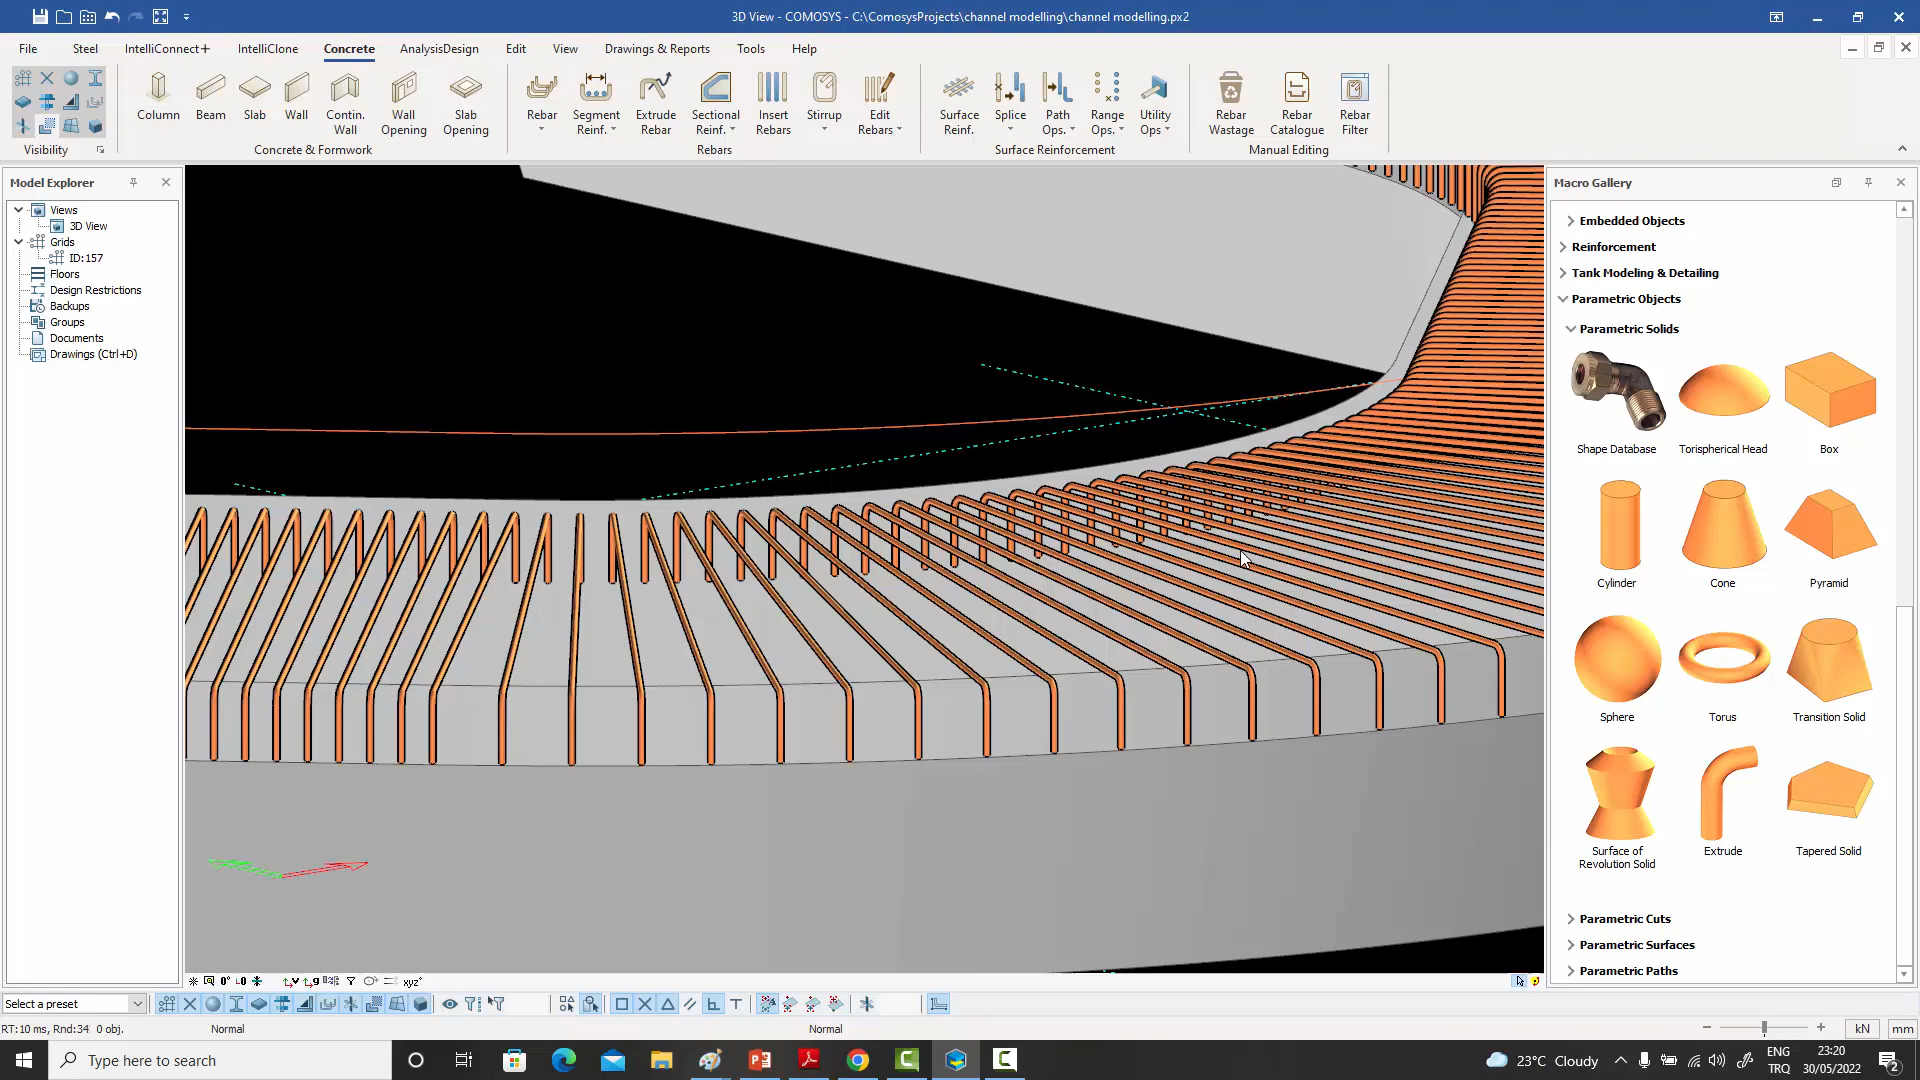 3D View - COMOSYS - C:\ComosysProjects\channel modelling\channel modelling.px2
File Steel IntelliConnect+ IntelliClone Concrete AnalysisDesign Edit View Drawings & Reports Tools Help
Column Beam Slab Wall Contin. Wall Wall Opening Slab Opening
Rebar Segment Reinf. Extrude Rebar Sectional Reinf. Insert Rebars Stirrup Edit Rebars
Surface Reinf. Splice Path Ops. Range Ops. Utility Ops
Rebar Wastage Rebar Catalogue Rebar Filter
Visibility Concrete & Formwork Rebars Surface Reinforcement Manual Editing
Model Explorer
Views
3D View
Grids
ID:157
Floors
Design Restrictions
Backups
Groups
Documents
Drawings (Ctrl+D)
Macro Gallery
Embedded Objects
Reinforcement
Tank Modeling & Detailing
Parametric Objects
Parametric Solids
Shape Database Torispherical Head Box
Cylinder Cone Pyramid
Sphere Torus Transition Solid
Surface of Revolution Solid Extrude Tapered Solid
Parametric Cuts
Parametric Surfaces
Parametric Paths
xyz
Select a preset
RT:10 ms, Rnd:34 0 obj. Normal Normal kN mm
Type here to search
23°C Cloudy
ENG
TRQ
23:20
30/05/2022
2